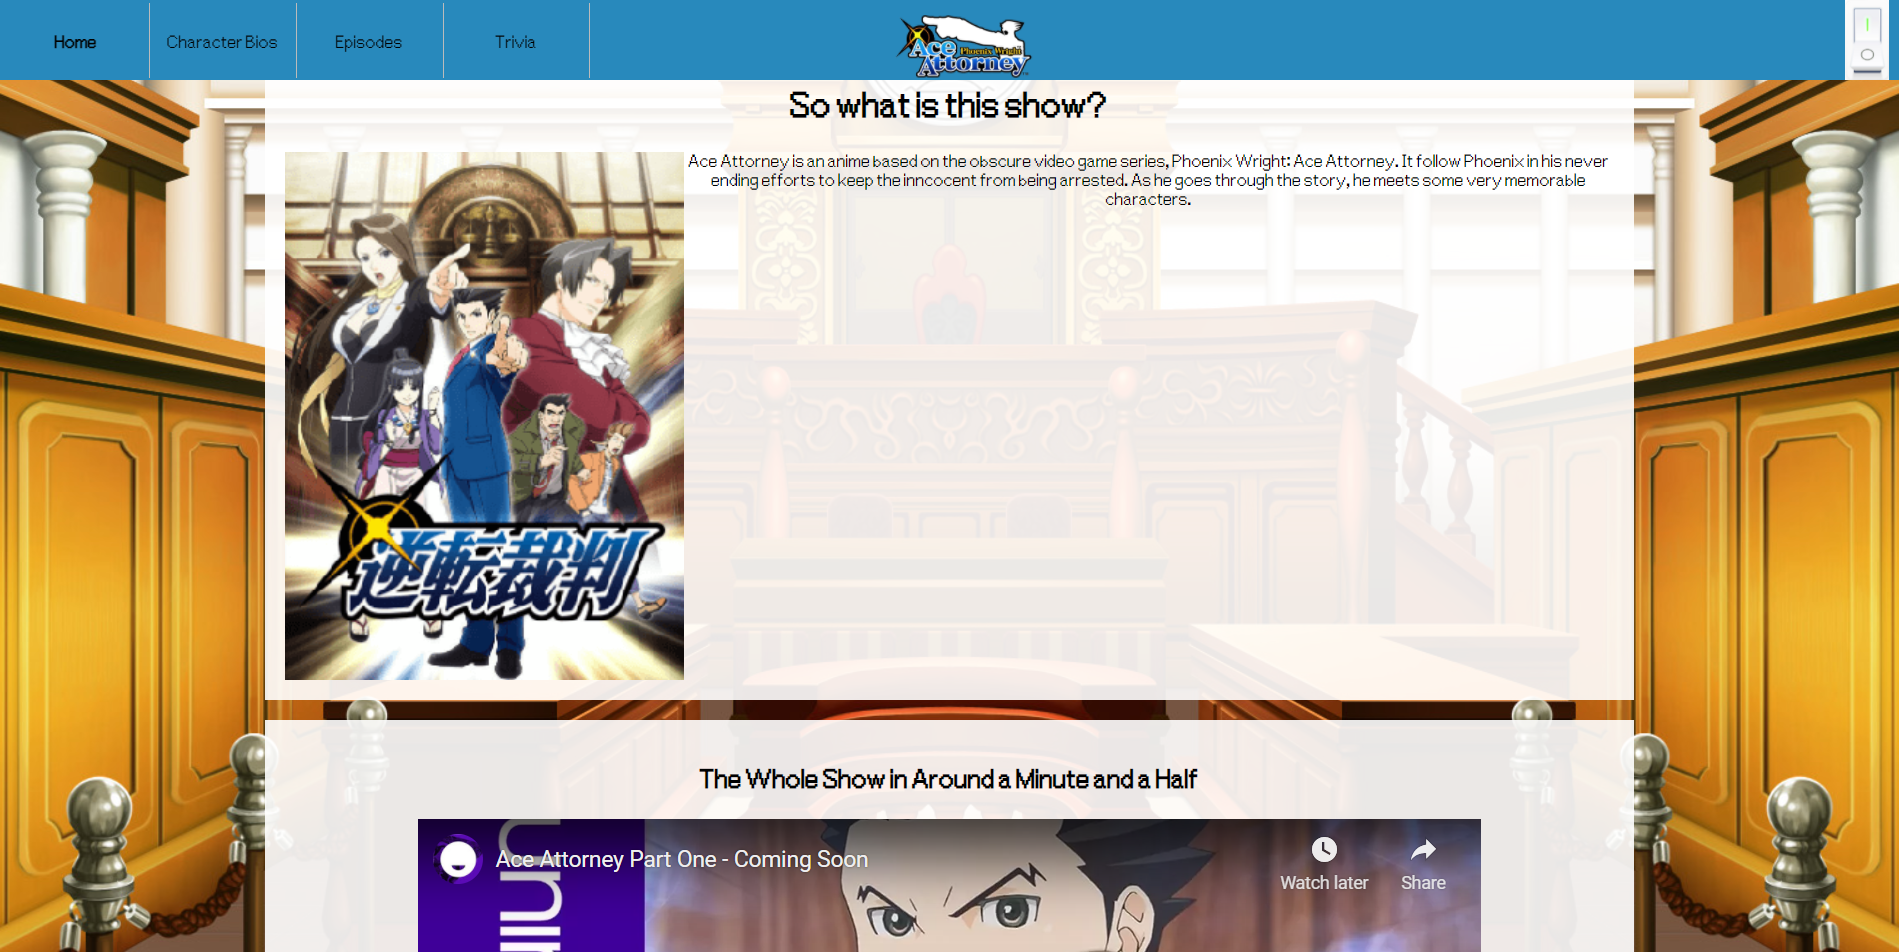 Home
Character Bios
Episodes
Trivia
Ace
Phoenix Wright
Attorney
So what is this show?
Ace Attorney is an anime based on the obscure video game series, Phoenix Wright: Ace Attorney. It follow Phoenix in his never
ending efforts to keep the inncocent from being arrested. As he goes through the story, he meets some very memorable
characters.
逆転裁判
The Whole Show in Around a Minute and a Half
Ace Attorney Part One - Coming Soon
Watch later
Share